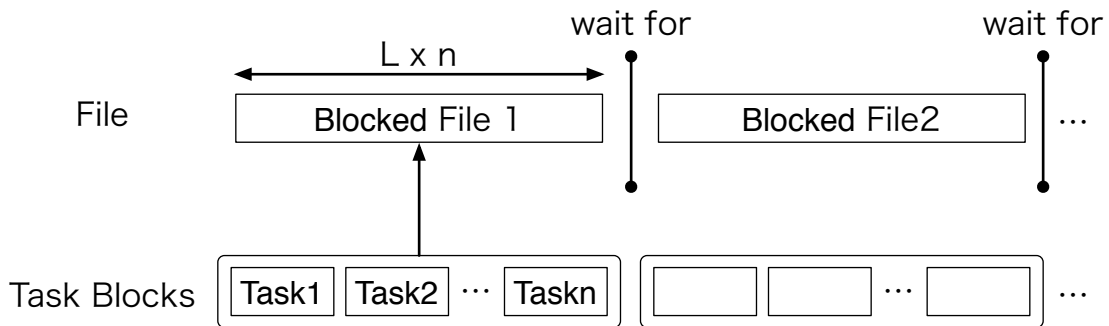 wait for
wait for
L x n
File
Blocked File 1
Blocked File2
...
Task Blocks
Task1
Task2
...
Taskn
...
...